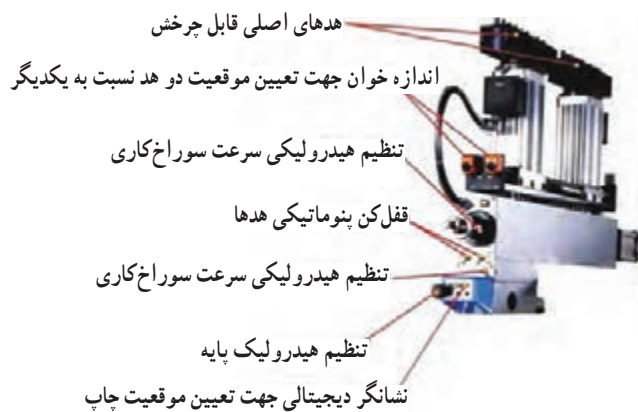 هدهای اصلی قابل چرخش
اندازه خوان جهت تعیین موقعیت دو هد نسبت به یکدیگر
تنظیم هیدرولیکی سرعت سوراخ‌کاری
قفل‌کن پنوماتیکی هدها
تنظیم هیدرولیکی سرعت سوراخ‌کاری
تنظیم هیدرولیک پایه
نشانگر دیجیتالی جهت تعیین موقعیت چاپ